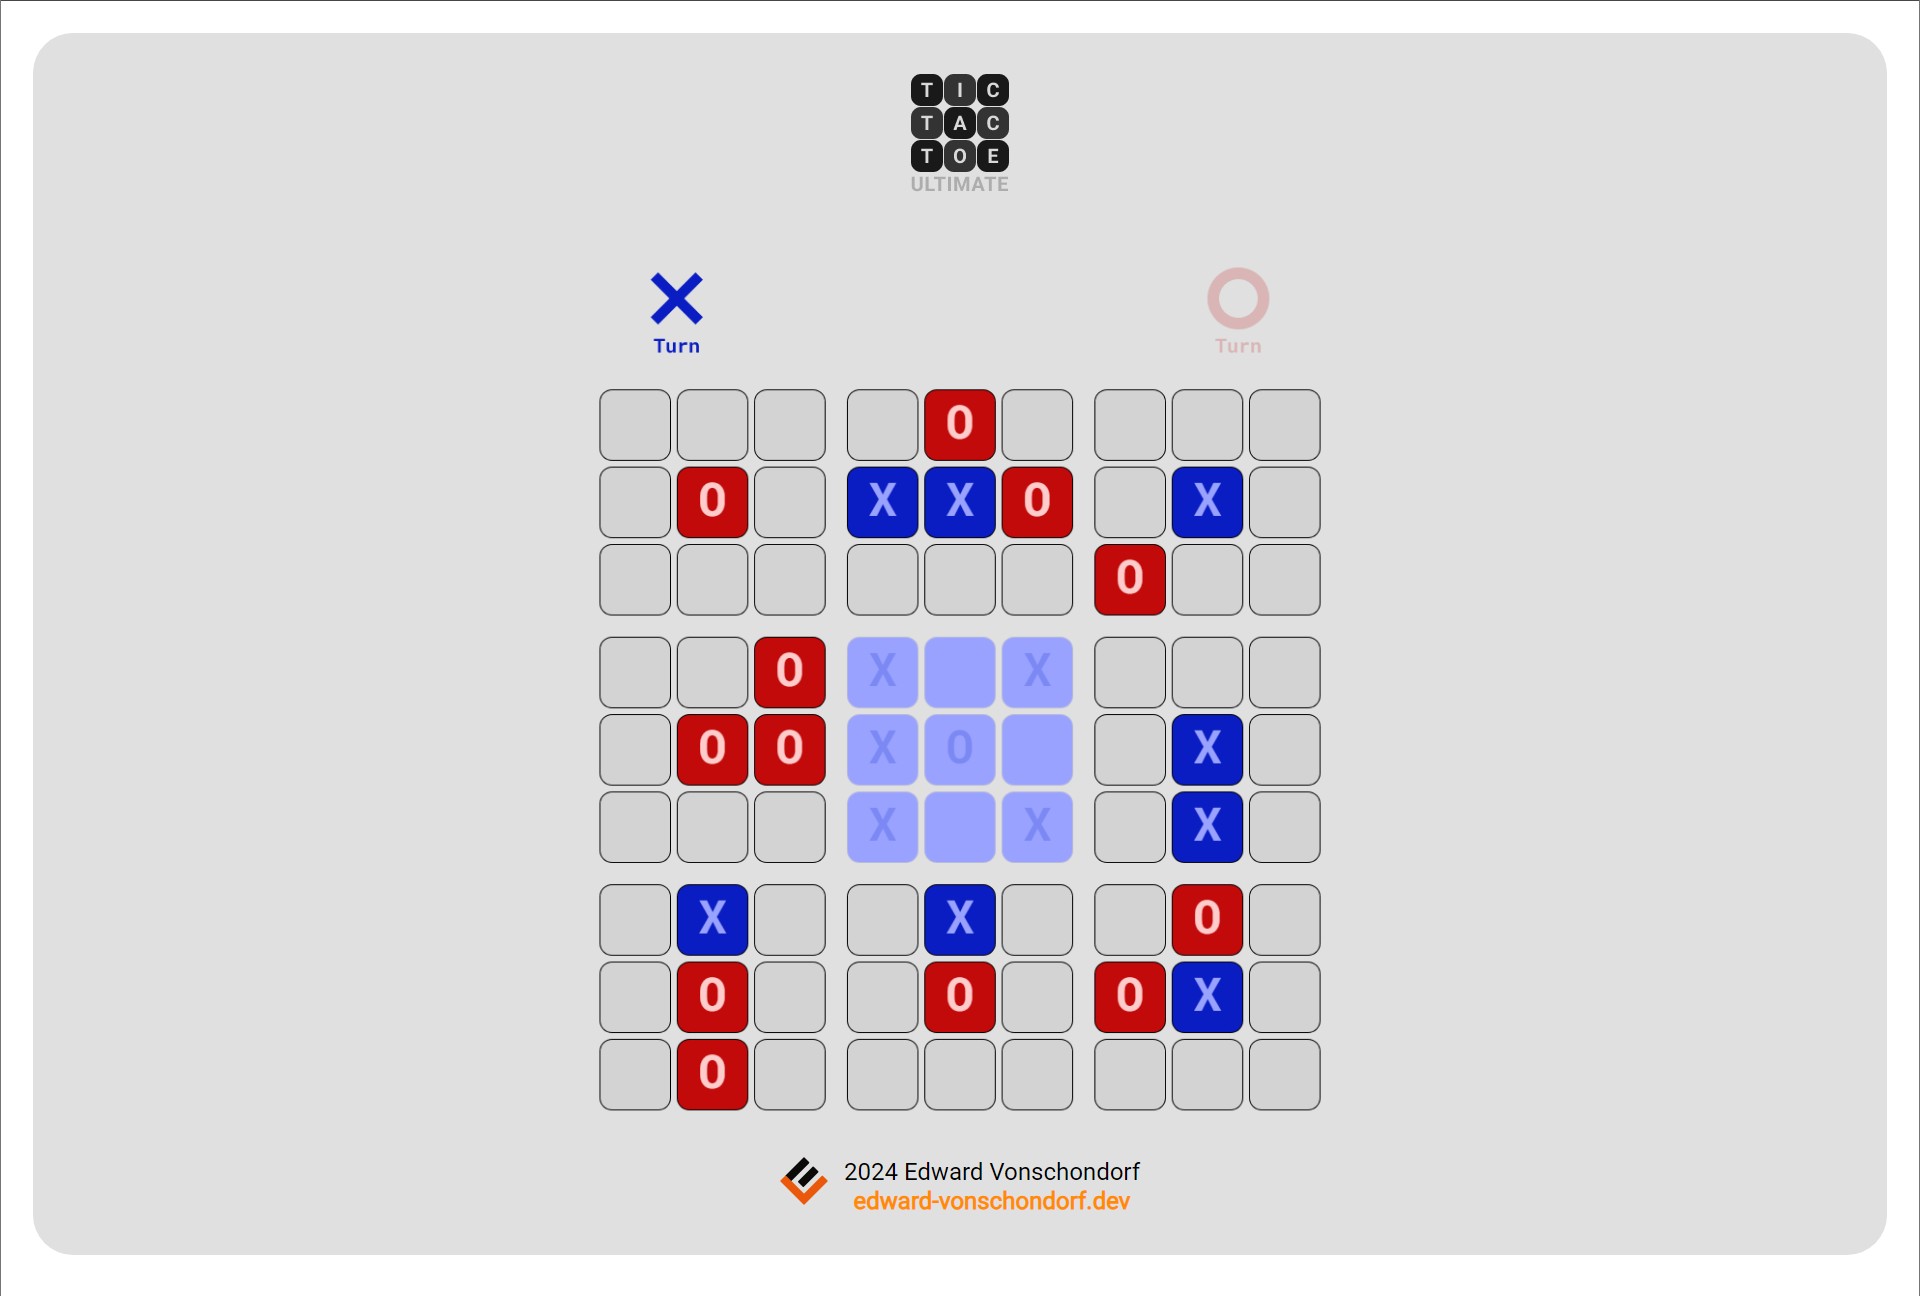 T I C
T A C
T O E
ULTIMATE
X
Turn
O
Turn
O
O X X O X
O
O X X
O O X O X
X X X
X X O
O O O X
O
2024 Edward Vonschondorf
edward-vonschondorf.dev